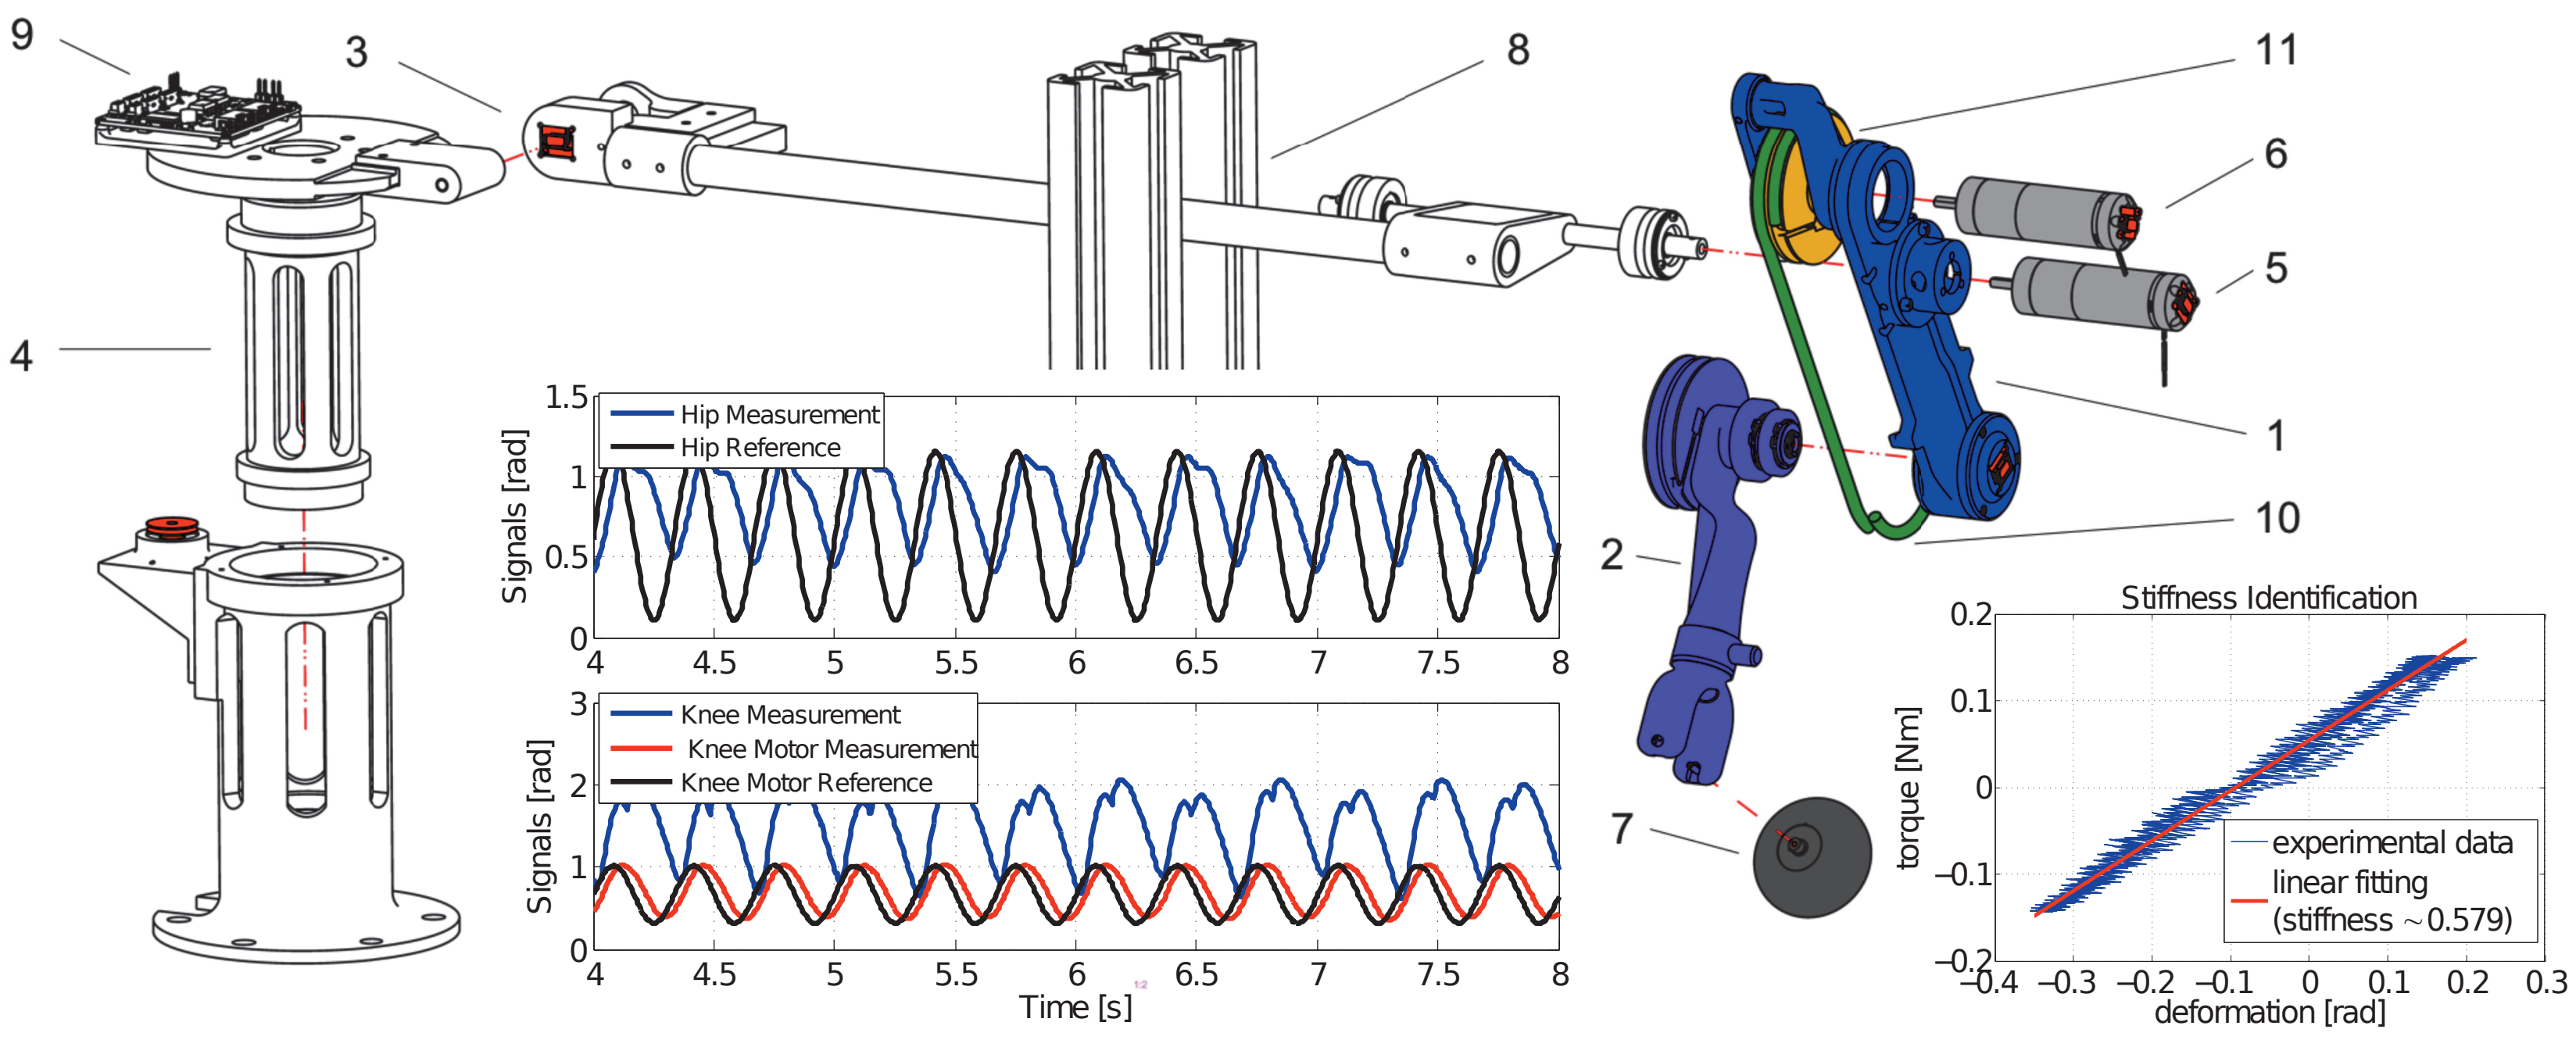 9
3
8
11
6
5
4
1
10
2
7
1.5
1
0.5
0
Hip Measurement
Hip Reference
Signals [rad]
4 4.5 5 5.5 6 6.5 7 7.5 8
3
2
1
0
Knee Measurement
Knee Motor Measurement
Knee Motor Reference
Signals [rad]
4 4.5 5 5.5 6 6.5 7 7.5 8
1:2
Time [s]
Stiffness Identification
0.2
0.1
0
−0.1
−0.2
torque [Nm]
experimental data
linear fitting
(stiffness ~0.579)
−0.4 −0.3 −0.2 −0.1 0 0.1 0.2 0.3
deformation [rad]